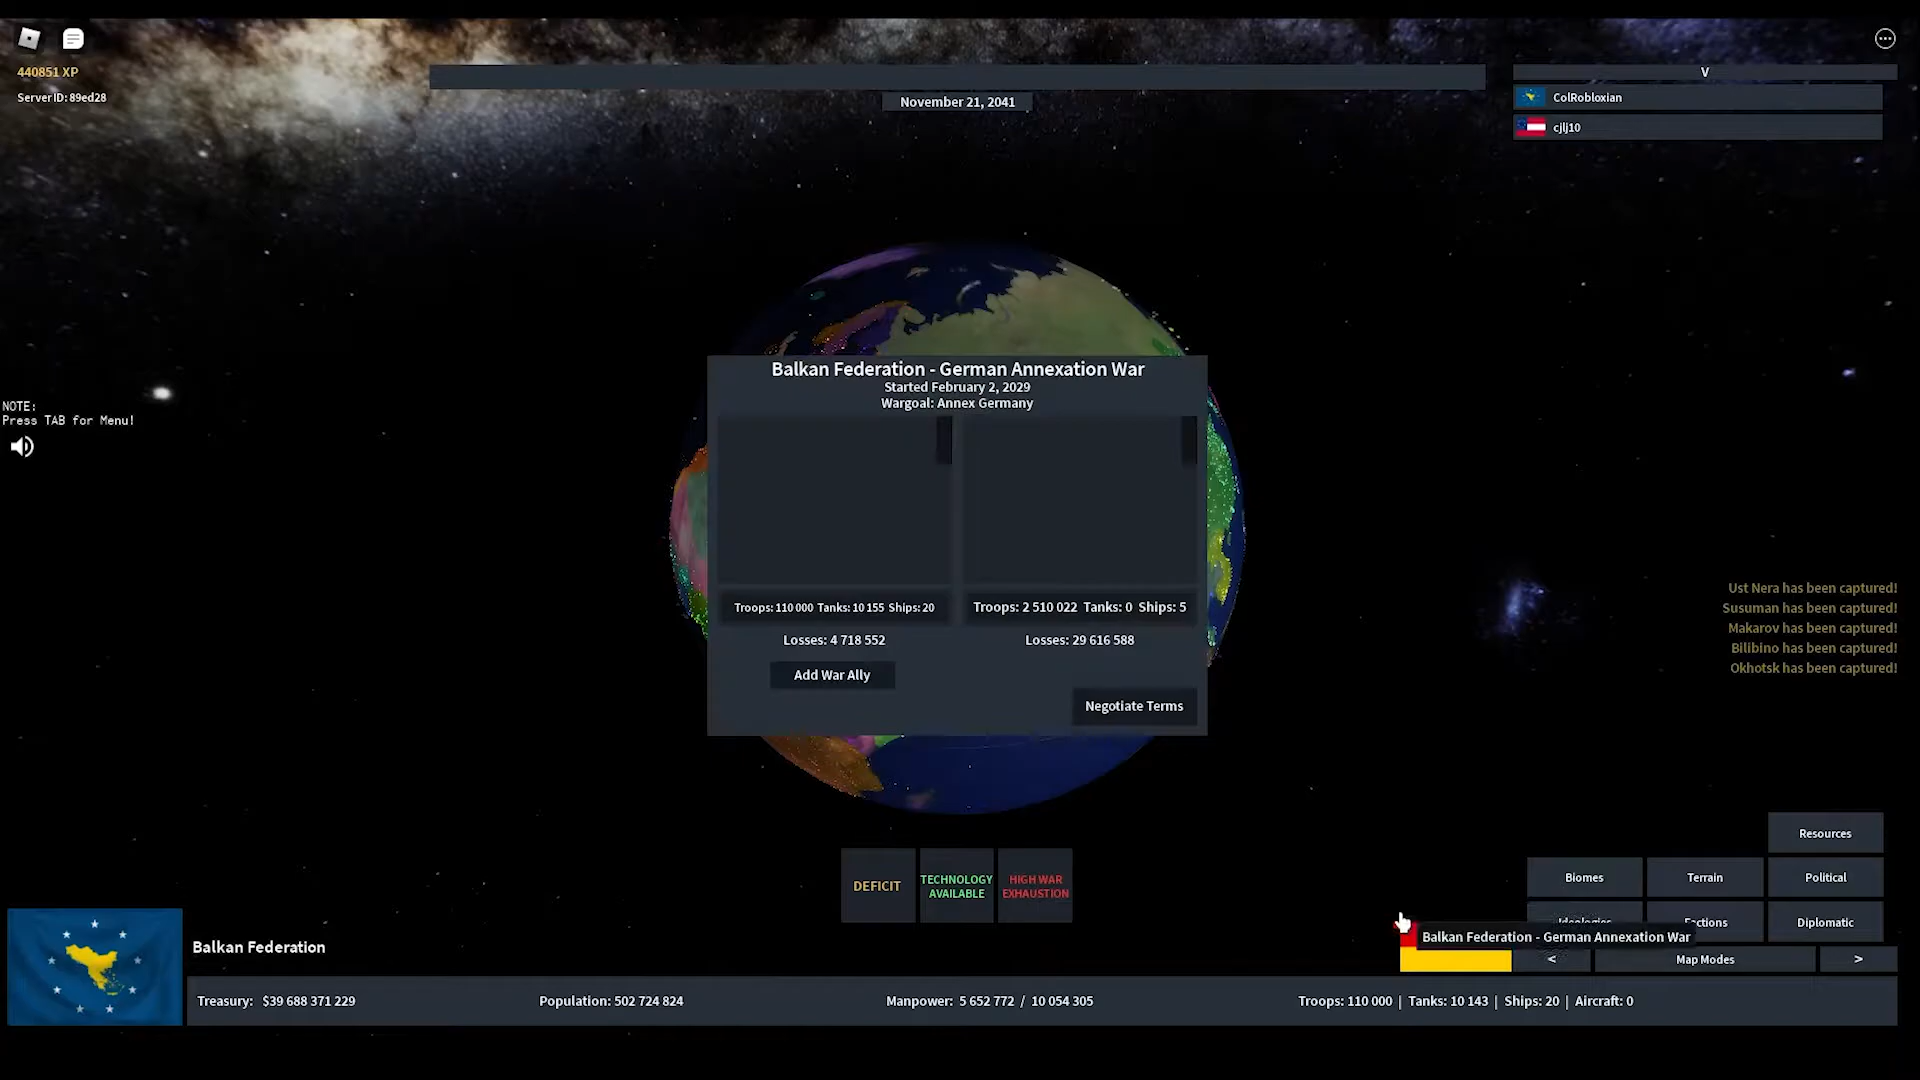 440851 XP
ServerID: 89ed28
November 21, 2041
V
ColRobloxian
cjlj10
NOTE:
Press TAB for Menu!
Balkan Federation - German Annexation War
Started February 2, 2029
Wargoal: Annex Germany
Troops: 110 000 Tanks: 10 155 Ships: 20
Troops: 2 510 022 Tanks: 0 Ships: 5
Losses: 4 718 552
Losses: 29 616 588
Add War Ally
Negotiate Terms
Ust Nera has been captured!
Susuman has been captured!
Makarov has been captured!
Bilibino has been captured!
Okhotsk has been captured!
DEFICIT
TECHNOLOGY
AVAILABLE
HIGH WAR
EXHAUSTION
Resources
Biomes
Terrain
Political
Ideologies
Factions
Diplomatic
Balkan Federation - German Annexation War
<
Map Modes
>
Balkan Federation
Treasury: $39 688 371 229
Population: 502 724 824
Manpower: 5 652 772 / 10 054 305
Troops: 110 000 | Tanks: 10 143 | Ships: 20 | Aircraft: 0